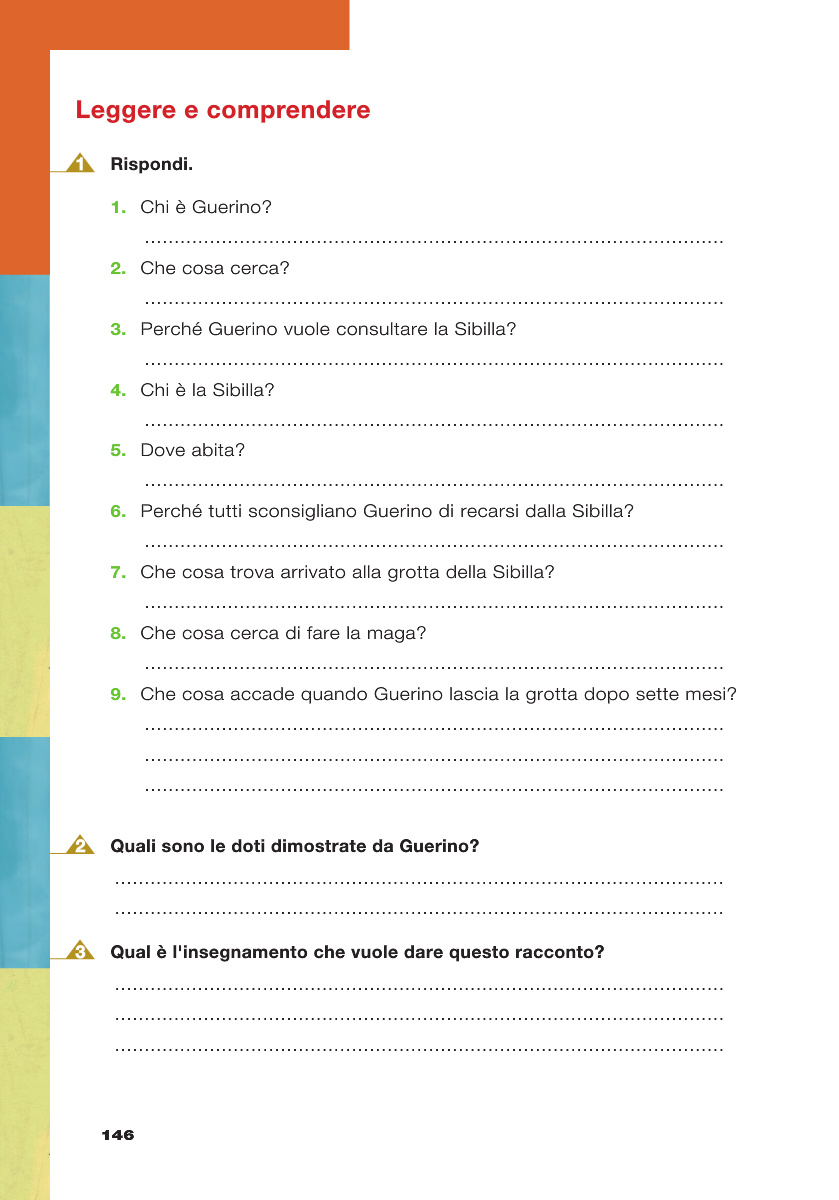 Leggere e comprendere
1 Rispondi.
1. Chi è Guerino?
................................................................................................
2. Che cosa cerca?
................................................................................................
3. Perché Guerino vuole consultare la Sibilla?
................................................................................................
4. Chi è la Sibilla?
................................................................................................
5. Dove abita?
................................................................................................
6. Perché tutti sconsigliano Guerino di recarsi dalla Sibilla?
................................................................................................
7. Che cosa trova arrivato alla grotta della Sibilla?
................................................................................................
8. Che cosa cerca di fare la maga?
................................................................................................
9. Che cosa accade quando Guerino lascia la grotta dopo sette mesi?
................................................................................................
................................................................................................
................................................................................................
2 Quali sono le doti dimostrate da Guerino?
................................................................................................
................................................................................................
3 Qual è l'insegnamento che vuole dare questo racconto?
................................................................................................
................................................................................................
................................................................................................
146